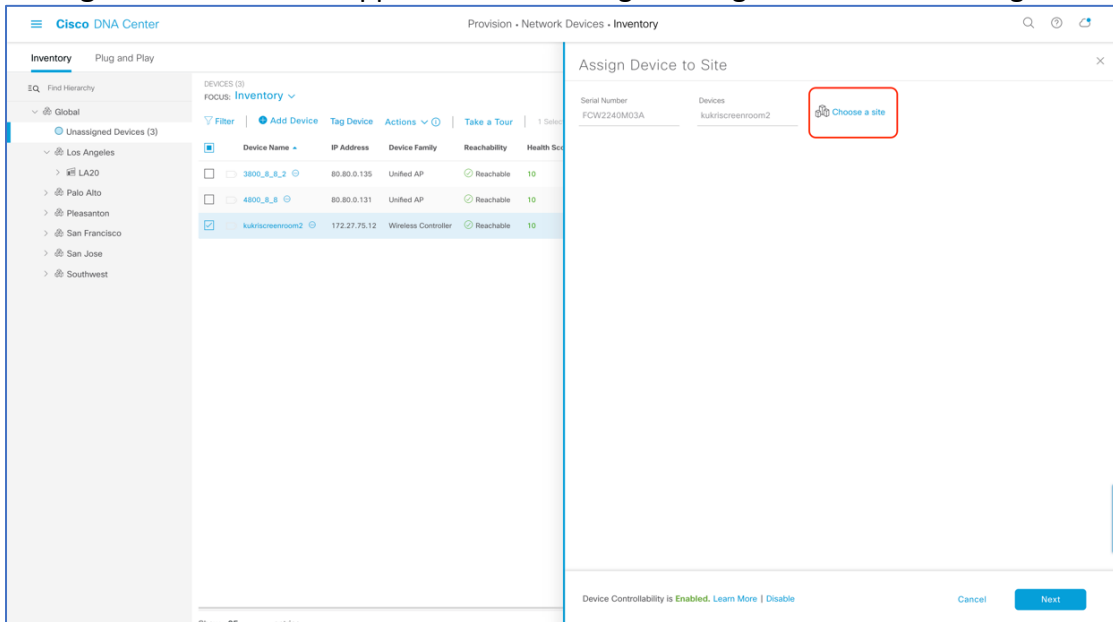 Cisco DNA Center
Provision • Network Devices • Inventory
Inventory Plug and Play
Find Hierarchy
Global
Unassigned Devices (3)
Los Angeles
LA20
Palo Alto
Pleasanton
San Francisco
San Jose
Southwest
DEVICES (3)
FOCUS: Inventory
Filter | Add Device Tag Device Actions | Take a Tour | 1 Selec
Device Name IP Address Device Family Reachability Health Sco
3800_8_8_2 80.80.0.135 Unified AP Reachable 10
4800_8_8 80.80.0.131 Unified AP Reachable 10
kukriscreenroom2 172.27.75.12 Wireless Controller Reachable 10
Assign Device to Site
Serial Number Devices
FCW2240M03A kukriscreenroom2 Choose a site
Device Controllability is Enabled. Learn More | Disable
Cancel Next